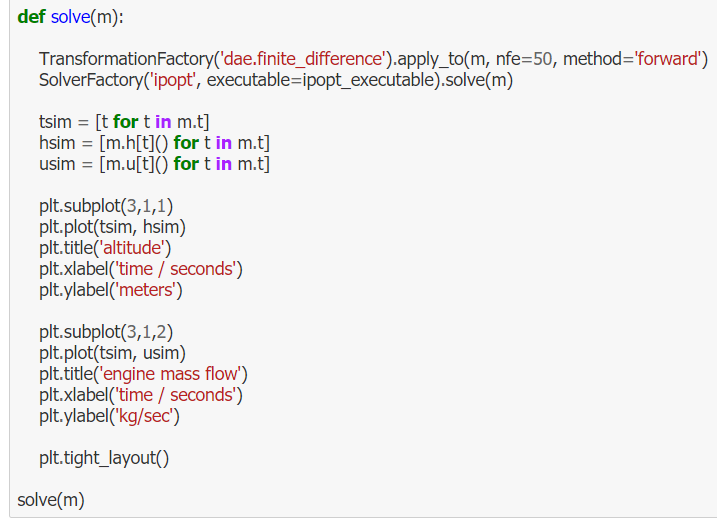 def solve(m):
TransformationFactory('dae.finite_difference').apply_to(m, nfe=50, method='forward')
SolverFactory('ipopt', executable=ipopt_executable).solve(m)
tsim = [t for t in m.t]
hsim = [m.h[t]() for t in m.t]
usim = [m.u[t]() for t in m.t]
plt.subplot(3,1,1)
plt.plot(tsim, hsim)
plt.title('altitude')
plt.xlabel('time / seconds')
plt.ylabel('meters')
plt.subplot(3,1,2)
plt.plot(tsim, usim)
plt.title('engine mass flow')
plt.xlabel('time / seconds')
plt.ylabel('kg/sec')
plt.tight_layout()
solve(m)